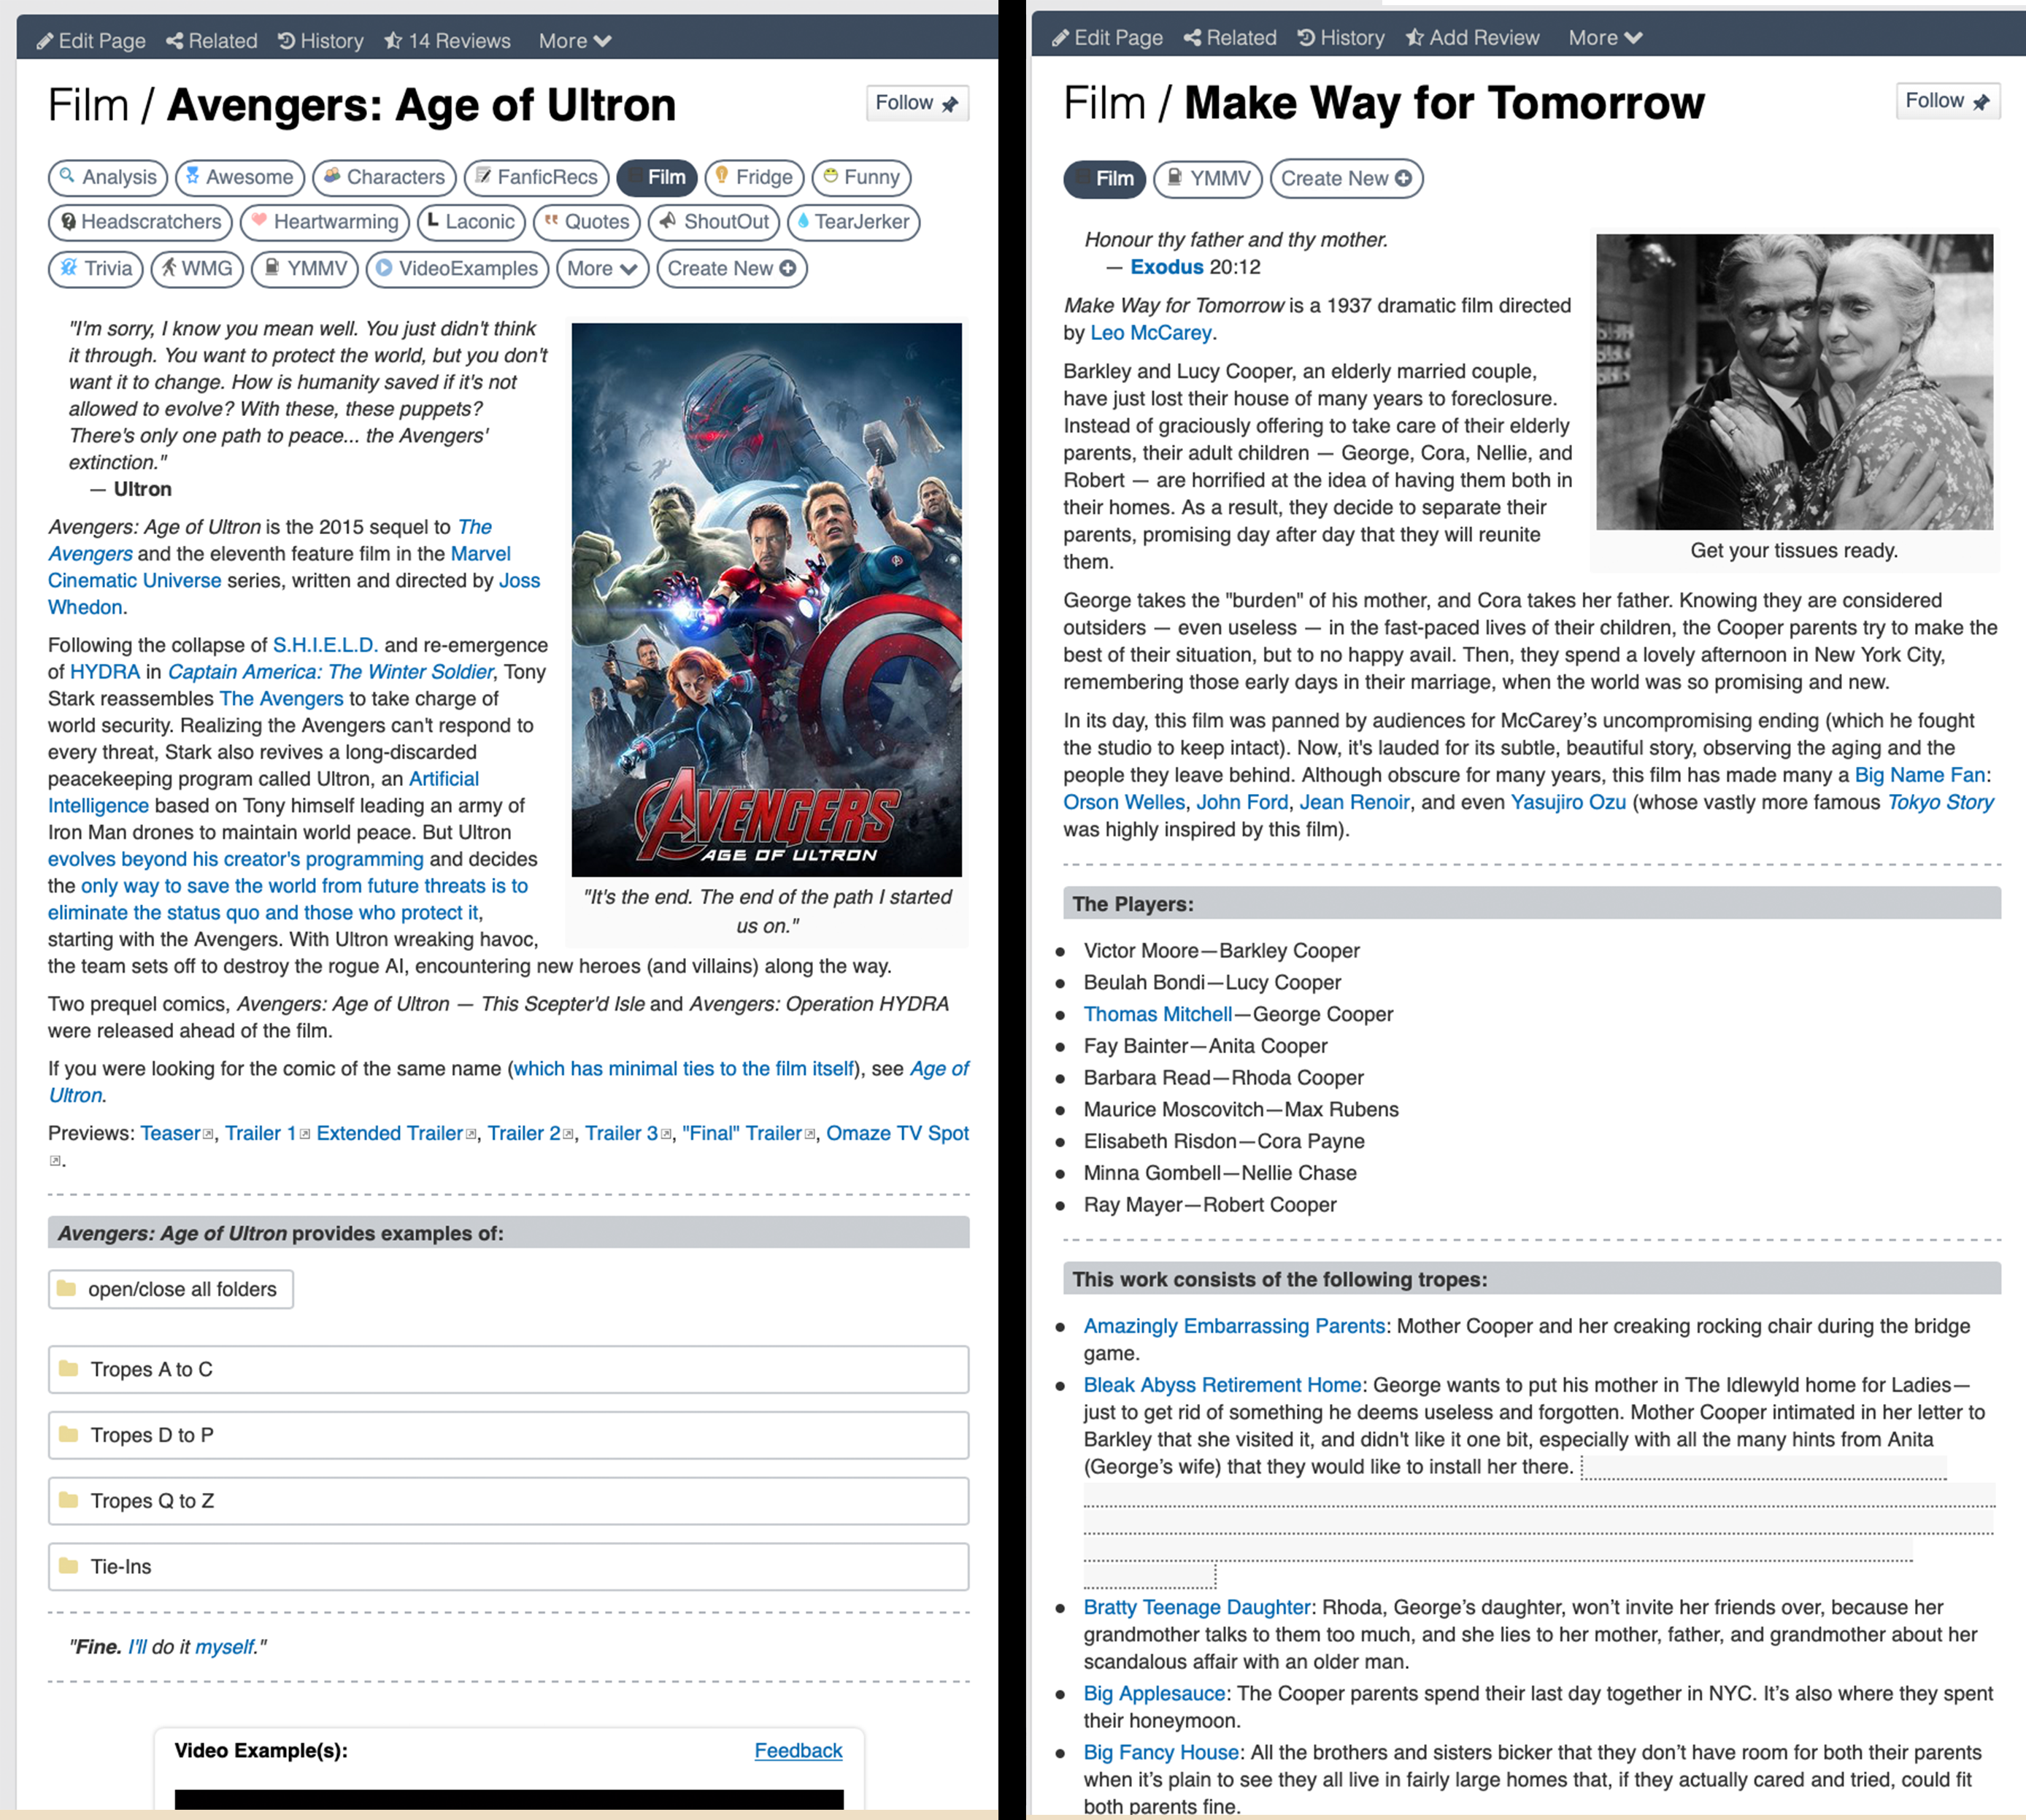 Edit Page Related History 14 Reviews More
Film / Avengers: Age of Ultron
Follow
Analysis Awesome Characters FanficRecs Film Fridge Funny
Headscratchers Heartwarming Laconic Quotes ShoutOut TearJerker
Trivia WMG YMMV VideoExamples More Create New
"I'm sorry, I know you mean well. You just didn't think
it through. You want to protect the world, but you don't
want it to change. How is humanity saved if it's not
allowed to evolve? With these, these puppets?
There's only one path to peace... the Avengers'
extinction."
— Ultron
Avengers: Age of Ultron is the 2015 sequel to The
Avengers and the eleventh feature film in the Marvel
Cinematic Universe series, written and directed by Joss
Whedon.
Following the collapse of S.H.I.E.L.D. and re-emergence
of HYDRA in Captain America: The Winter Soldier, Tony
Stark reassembles The Avengers to take charge of
world security. Realizing the Avengers can't respond to
every threat, Stark also revives a long-discarded
peacekeeping program called Ultron, an Artificial
Intelligence based on Tony himself leading an army of
Iron Man drones to maintain world peace. But Ultron
evolves beyond his creator's programming and decides
the only way to save the world from future threats is to
eliminate the status quo and those who protect it,
starting with the Avengers. With Ultron wreaking havoc,
the team sets off to destroy the rogue AI, encountering new heroes (and villains) along the way.
AVENGERS
AGE OF ULTRON
"It's the end. The end of the path I started
us on."
Two prequel comics, Avengers: Age of Ultron — This Scepter'd Isle and Avengers: Operation HYDRA
were released ahead of the film.
If you were looking for the comic of the same name (which has minimal ties to the film itself), see Age of
Ultron.
Previews: Teaser, Trailer 1 Extended Trailer, Trailer 2, Trailer 3, "Final" Trailer, Omaze TV Spot
.
Avengers: Age of Ultron provides examples of:
open/close all folders
Tropes A to C
Tropes D to P
Tropes Q to Z
Tie-Ins
"Fine. I'll do it myself."
Video Example(s):
Feedback
Edit Page Related History Add Review More
Film / Make Way for Tomorrow
Follow
Film YMMV Create New
Honour thy father and thy mother.
— Exodus 20:12
Make Way for Tomorrow is a 1937 dramatic film directed
by Leo McCarey.
Barkley and Lucy Cooper, an elderly married couple,
have just lost their house of many years to foreclosure.
Instead of graciously offering to take care of their elderly
parents, their adult children — George, Cora, Nellie, and
Robert — are horrified at the idea of having them both in
their homes. As a result, they decide to separate their
parents, promising day after day that they will reunite
them.
Get your tissues ready.
George takes the "burden" of his mother, and Cora takes her father. Knowing they are considered
outsiders — even useless — in the fast-paced lives of their children, the Cooper parents try to make the
best of their situation, but to no happy avail. Then, they spend a lovely afternoon in New York City,
remembering those early days in their marriage, when the world was so promising and new.
In its day, this film was panned by audiences for McCarey’s uncompromising ending (which he fought
the studio to keep intact). Now, it's lauded for its subtle, beautiful story, observing the aging and the
people they leave behind. Although obscure for many years, this film has made many a Big Name Fan:
Orson Welles, John Ford, Jean Renoir, and even Yasujiro Ozu (whose vastly more famous Tokyo Story
was highly inspired by this film).
The Players:
Victor Moore—Barkley Cooper
Beulah Bondi—Lucy Cooper
Thomas Mitchell—George Cooper
Fay Bainter—Anita Cooper
Barbara Read—Rhoda Cooper
Maurice Moscovitch—Max Rubens
Elisabeth Risdon—Cora Payne
Minna Gombell—Nellie Chase
Ray Mayer—Robert Cooper
This work consists of the following tropes:
Amazingly Embarrassing Parents: Mother Cooper and her creaking rocking chair during the bridge
game.
Bleak Abyss Retirement Home: George wants to put his mother in The Idlewyld home for Ladies—
just to get rid of something he deems useless and forgotten. Mother Cooper intimated in her letter to
Barkley that she visited it, and didn't like it one bit, especially with all the many hints from Anita
(George’s wife) that they would like to install her there.
Bratty Teenage Daughter: Rhoda, George’s daughter, won’t invite her friends over, because her
grandmother talks to them too much, and she lies to her mother, father, and grandmother about her
scandalous affair with an older man.
Big Applesauce: The Cooper parents spend their last day together in NYC. It’s also where they spent
their honeymoon.
Big Fancy House: All the brothers and sisters bicker that they don’t have room for both their parents
when it’s plain to see they all live in fairly large homes that, if they actually cared and tried, could fit
both parents fine.